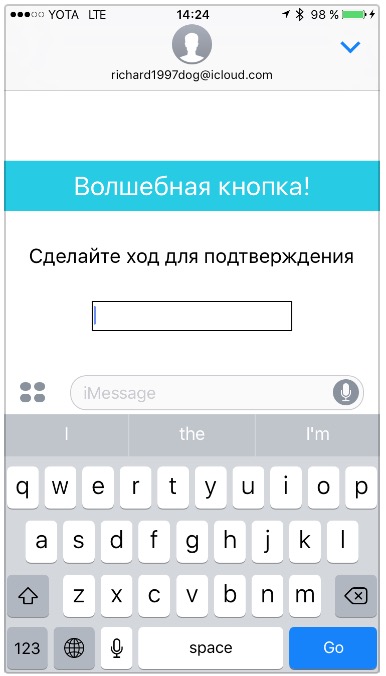 YOTA LTE 14:24 98 %
richard1997dog@icloud.com
Волшебная кнопка!
Сделайте ход для подтверждения
iMessage
I the I'm
q w e r t y u i o p
a s d f g h j k l
z x c v b n m
123 space Go